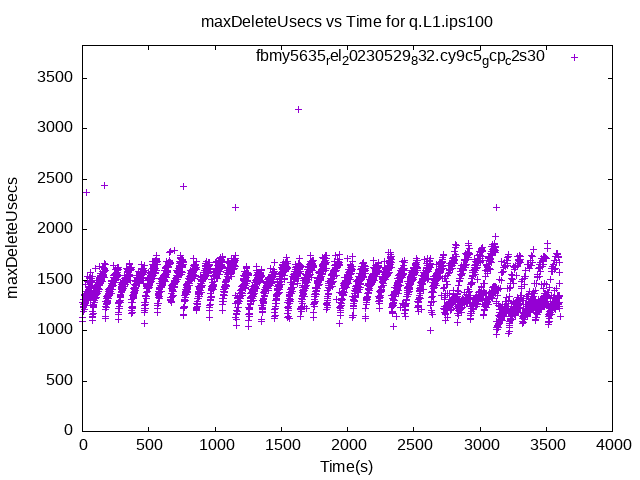 maxDeleteUsecs vs Time for q.L1.ips100
fbmy5635rel20230529832.cy9c5gcpc2s30
3500
3000
2500
2000
1500
1000
500
0
maxDeleteUsecs
0 500 1000 1500 2000 2500 3000 3500 4000
Time(s)